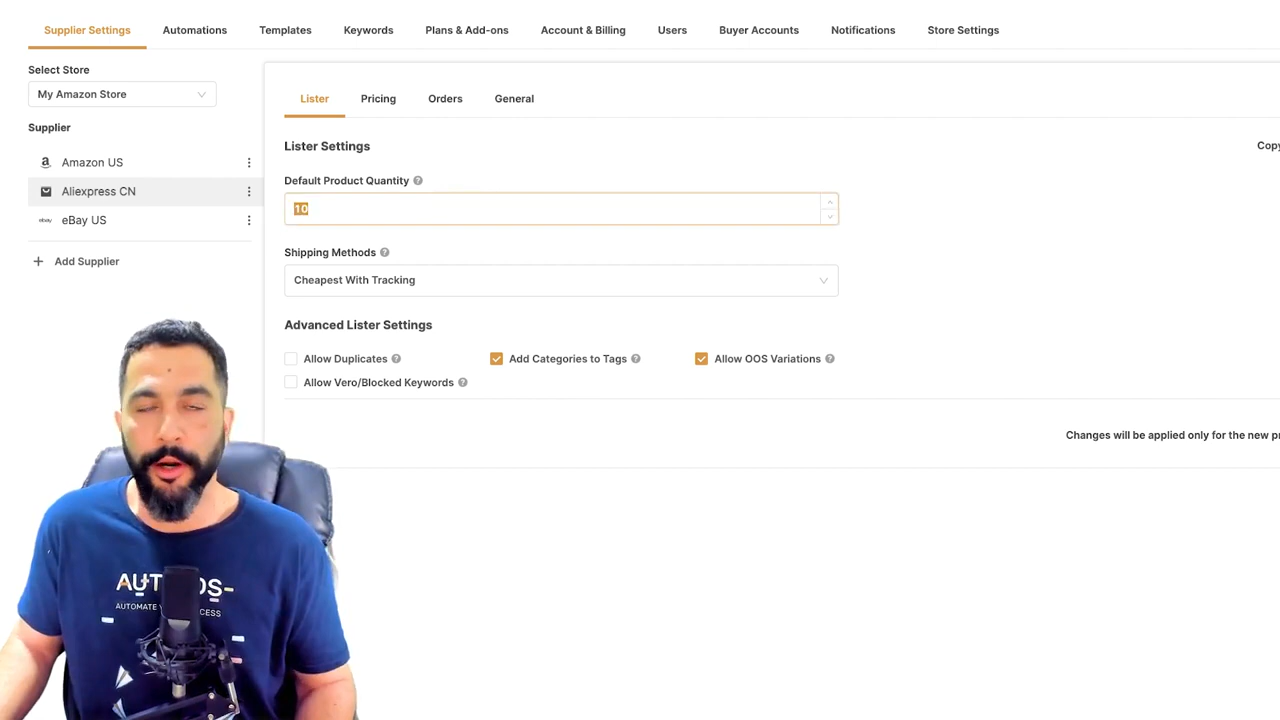 Supplier Settings Automations Templates Keywords Plans & Add-ons Account & Billing Users Buyer Accounts Notifications Store Settings
Select Store
My Amazon Store
Supplier
Amazon US
Aliexpress CN
eBay US
Add Supplier
Lister Pricing Orders General
Lister Settings
Copy
Default Product Quantity
10
Shipping Methods
Cheapest With Tracking
Advanced Lister Settings
Allow Duplicates Add Categories to Tags Allow OOS Variations
Allow Vero/Blocked Keywords
Changes will be applied only for the new
AUTOMATE